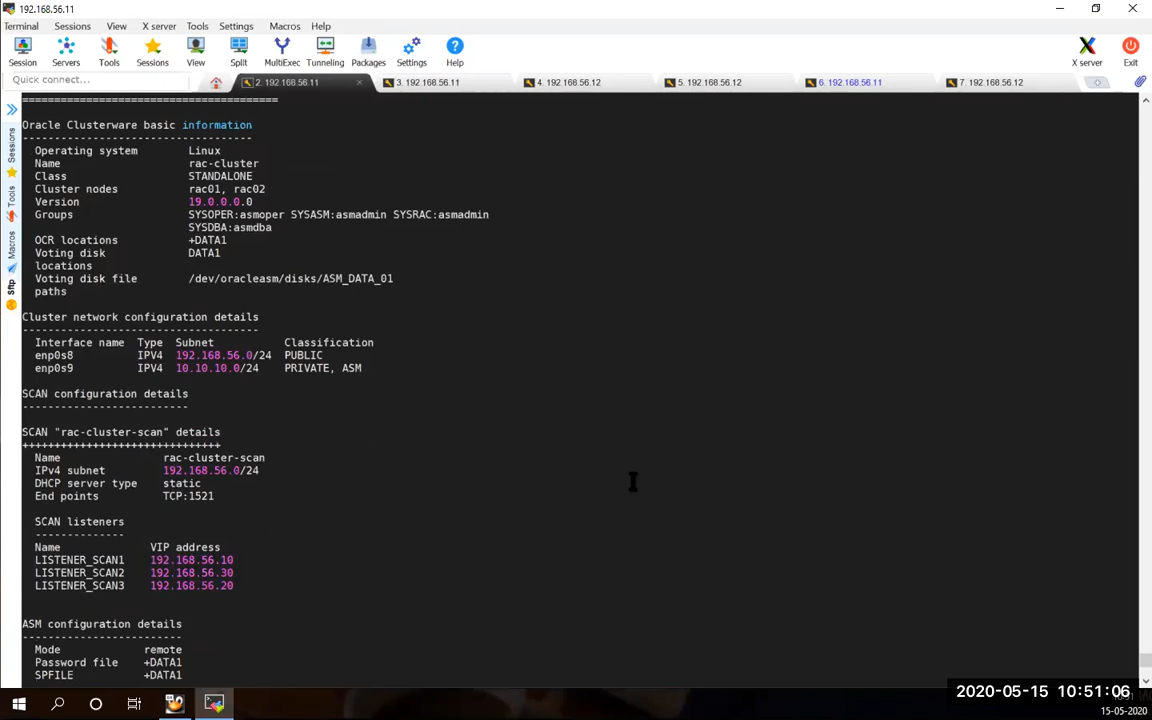 192.168.56.11
Terminal Sessions View X server Tools Settings Macros Help
Session Servers Tools Sessions View Split MultiExec Tunneling Packages Settings Help X server Exit
Quick connect...
2. 192.168.56.11
3. 192.168.56.11
4. 192.168.56.12
5. 192.168.56.12
6. 192.168.56.11
7. 192.168.56.12
Sessions
Tools
Macros
Sftp
========================================
Oracle Clusterware basic information
------------------------------------
Operating system Linux
Name rac-cluster
Class STANDALONE
Cluster nodes rac01, rac02
Version 19.0.0.0.0
Groups SYSOPER:asmoper SYSASM:asmadmin SYSRAC:asmadmin
SYSDBA:asmdba
OCR locations +DATA1
Voting disk DATA1
locations
Voting disk file /dev/oracleasm/disks/ASM_DATA_01
paths
Cluster network configuration details
-------------------------------------
Interface name Type Subnet Classification
enp0s8 IPV4 192.168.56.0/24 PUBLIC
enp0s9 IPV4 10.10.10.0/24 PRIVATE, ASM
SCAN configuration details
--------------------------
SCAN "rac-cluster-scan" details
+++++++++++++++++++++++++++++++
Name rac-cluster-scan
IPv4 subnet 192.168.56.0/24
DHCP server type static
End points TCP:1521
SCAN listeners
--------------
Name VIP address
LISTENER_SCAN1 192.168.56.10
LISTENER_SCAN2 192.168.56.30
LISTENER_SCAN3 192.168.56.20
ASM configuration details
-------------------------
Mode remote
Password file +DATA1
SPFILE +DATA1
2020-05-15 10:51:06
15-05-2020